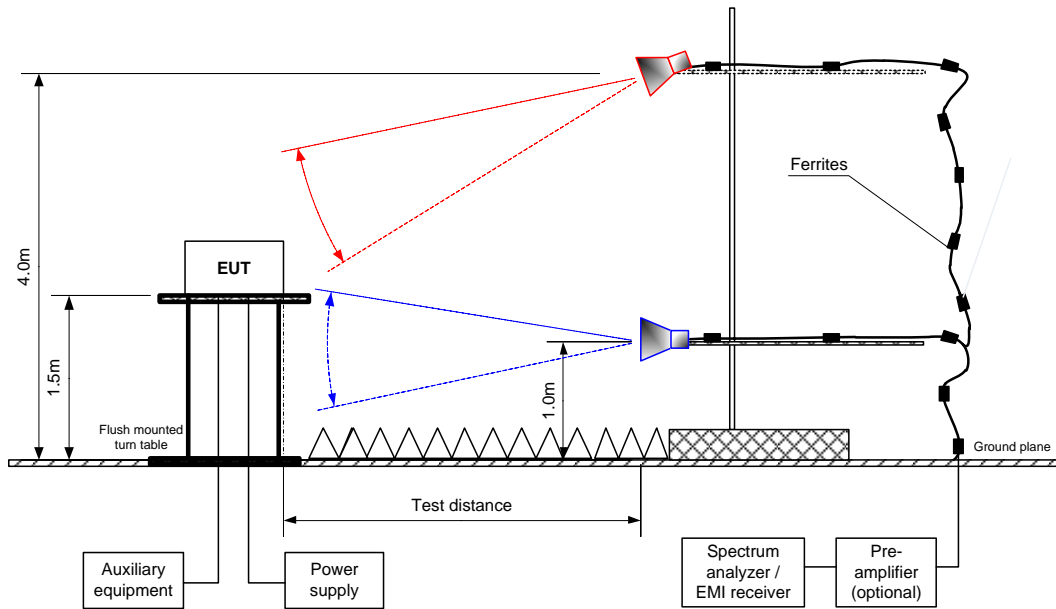 Ferrites
4.0m
EUT
1.5m
1.0m
Flush mounted
turn table
Ground plane
Test distance
Auxiliary
equipment
Power
supply
Spectrum
analyzer /
EMI receiver
Pre-
amplifier
(optional)